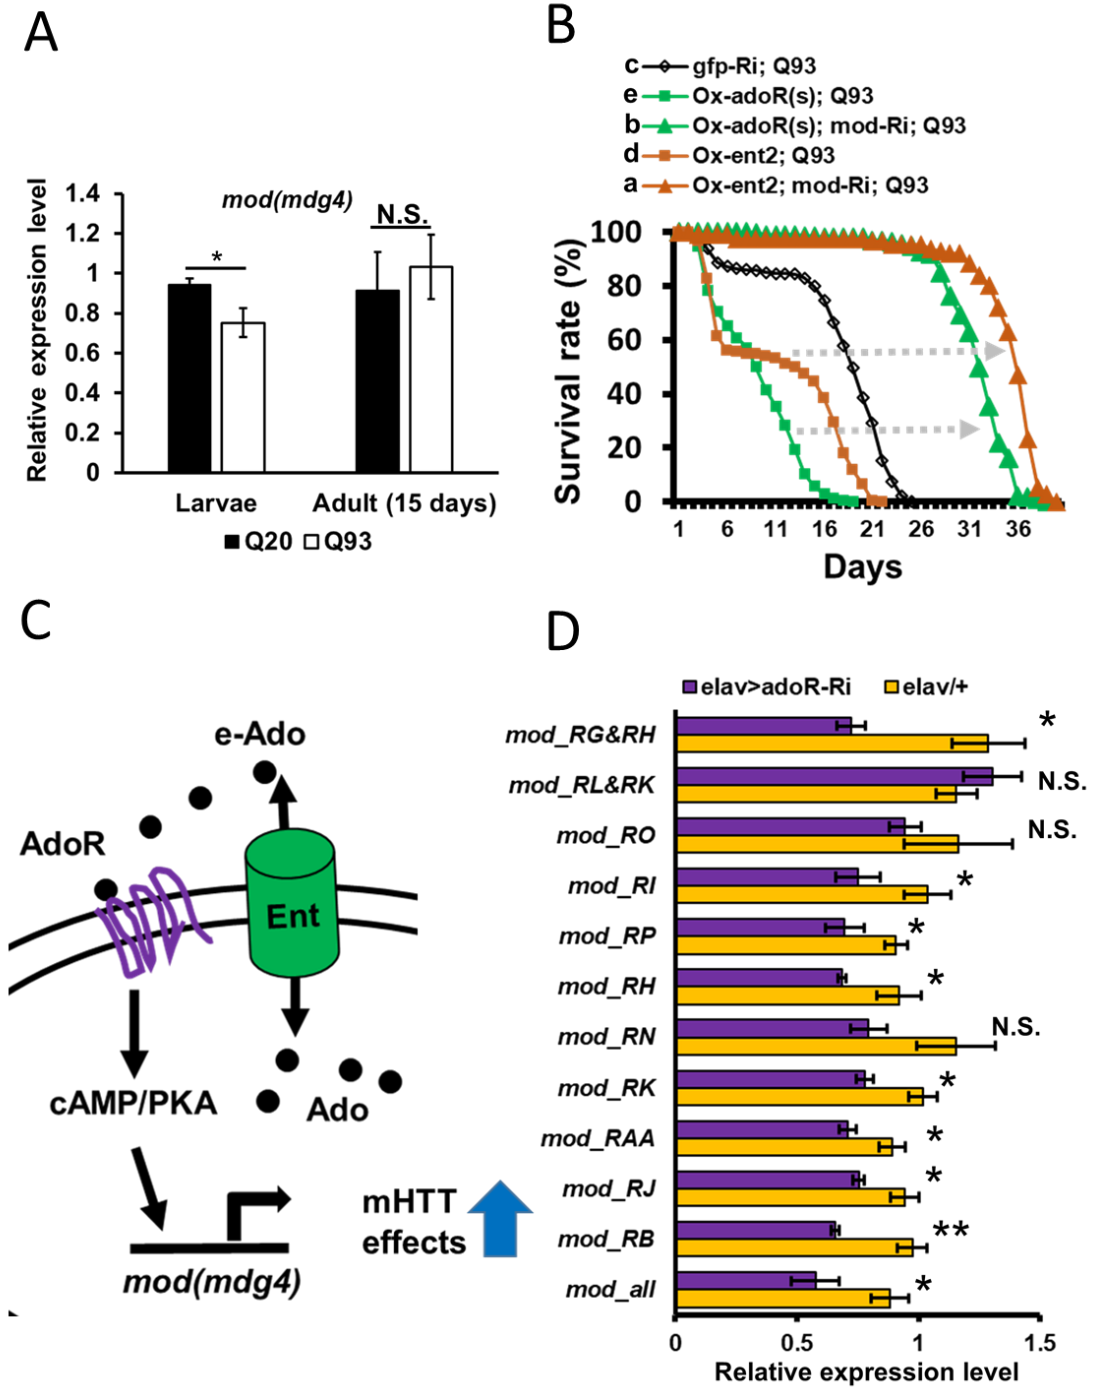 A
mod(mdg4)
N.S.
*
Relative expression level
1.4
1.2
1
0.8
0.6
0.4
0.2
0
Larvae
Adult (15 days)
Q20
Q93
B
c gfp-Ri; Q93
e Ox-adoR(s); Q93
b Ox-adoR(s); mod-Ri; Q93
d Ox-ent2; Q93
a Ox-ent2; mod-Ri; Q93
Survival rate (%)
100
80
60
40
20
0
1 6 11 16 21 26 31 36
Days
C
e-Ado
AdoR
Ent
cAMP/PKA
Ado
mHTT
effects
mod(mdg4)
D
elav>adoR-Ri
elav/+
mod_RG&RH *
mod_RL&RK N.S.
mod_RO N.S.
mod_RI *
mod_RP *
mod_RH *
mod_RN N.S.
mod_RK *
mod_RAA *
mod_RJ *
mod_RB **
mod_all *
0 0.5 1 1.5
Relative expression level